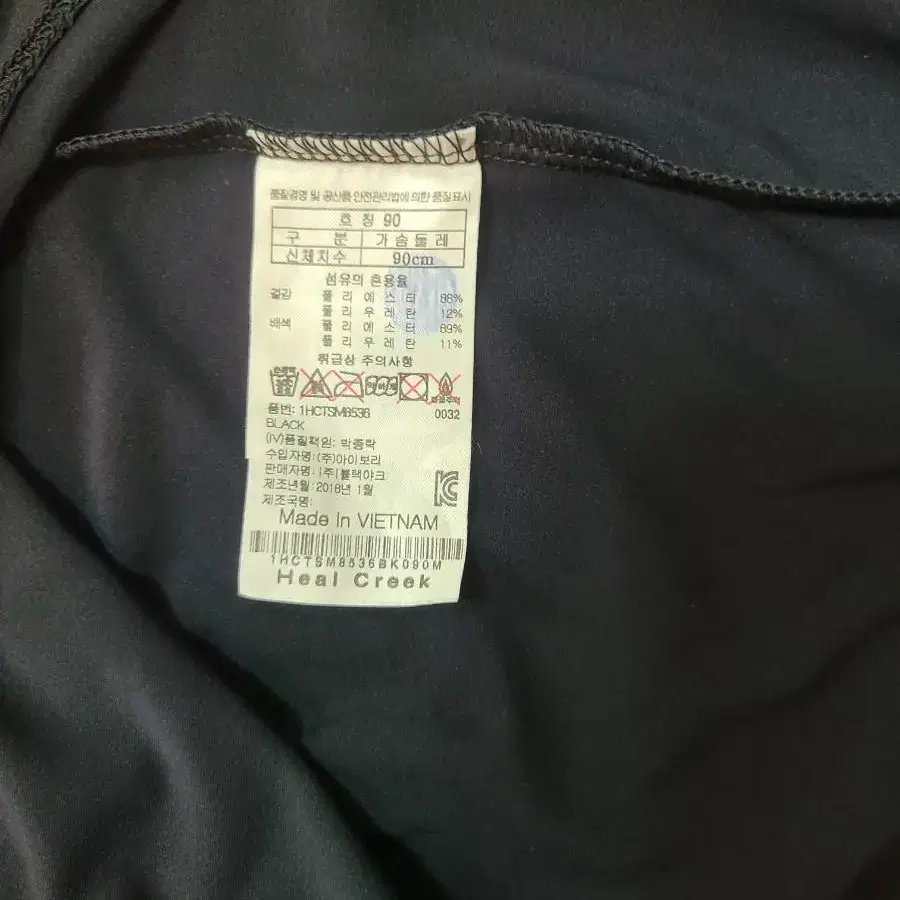 품질경영 및 공산품 안전관리법에 의한 품질표시
호 칭 90
구 분 가슴둘레
신체치수 90cm
섬유의 혼용율
겉감 폴 리 에 스 터 88%
폴 리 우 레 탄 12%
배색 폴 리 에 스 터 89%
폴 리 우 레 탄 11%
취급상 주의사항
품번: 1HCTSM8536 0032
BLACK
(IV)품질책임: 박종락
수입자명:(주)아이보리
판매자명: (주)블랙야크
제조년월: 2018년 1월
제조국명:
Made In VIETNAM
1HCTSM8536BK090M
Heal Creek